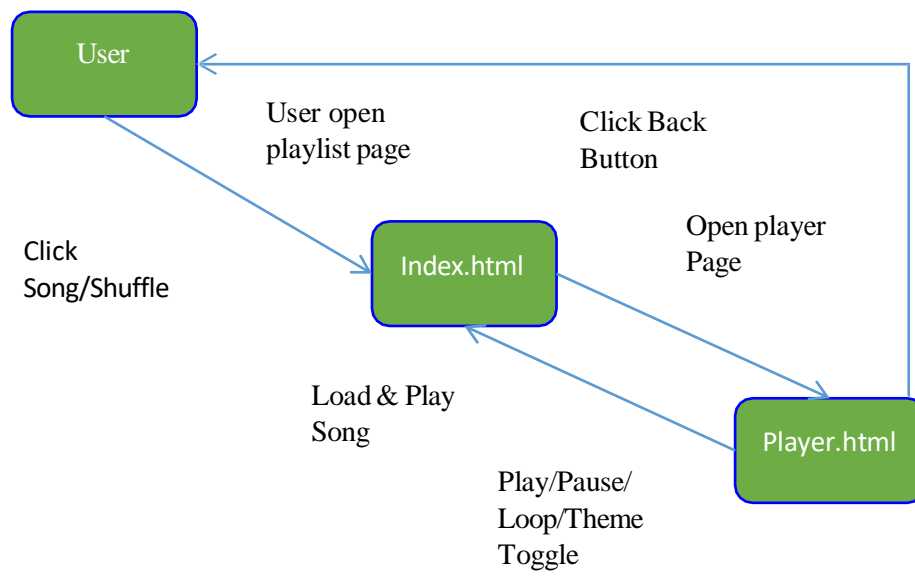 User
User open
playlist page
Click Back
Button
Click
Song/Shuffle
Index.html
Open player
Page
Load & Play
Song
Player.html
Play/Pause/
Loop/Theme
Toggle